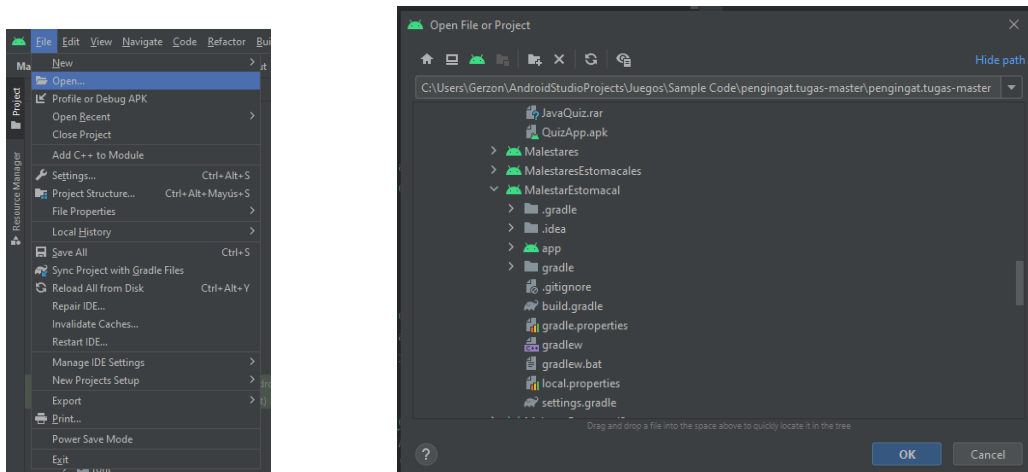 File Edit View Navigate Code Refactor Bui
Ma
New
Open...
Profile or Debug APK
Open Recent
Close Project
Add C++ to Module
Settings... Ctrl+Alt+S
Project Structure... Ctrl+Alt+Mayús+S
File Properties
Local History
Save All Ctrl+S
Sync Project with Gradle Files
Reload All from Disk Ctrl+Alt+Y
Repair IDE...
Invalidate Caches...
Restart IDE...
Manage IDE Settings
New Projects Setup
Export
Print...
Power Save Mode
Exit
Project
Resource Manager
Open File or Project
Hide path
C:\Users\Gerzon\AndroidStudioProjects\Juegos\Sample Code\pengingat.tugas-master\pengingat.tugas-master
JavaQuiz.rar
QuizApp.apk
Malestares
MalestaresEstomacales
MalestarEstomacal
.gradle
.idea
app
gradle
.gitignore
build.gradle
gradle.properties
gradlew
gradlew.bat
local.properties
settings.gradle
Drag and drop a file into the space above to quickly locate it in the tree
? OK Cancel